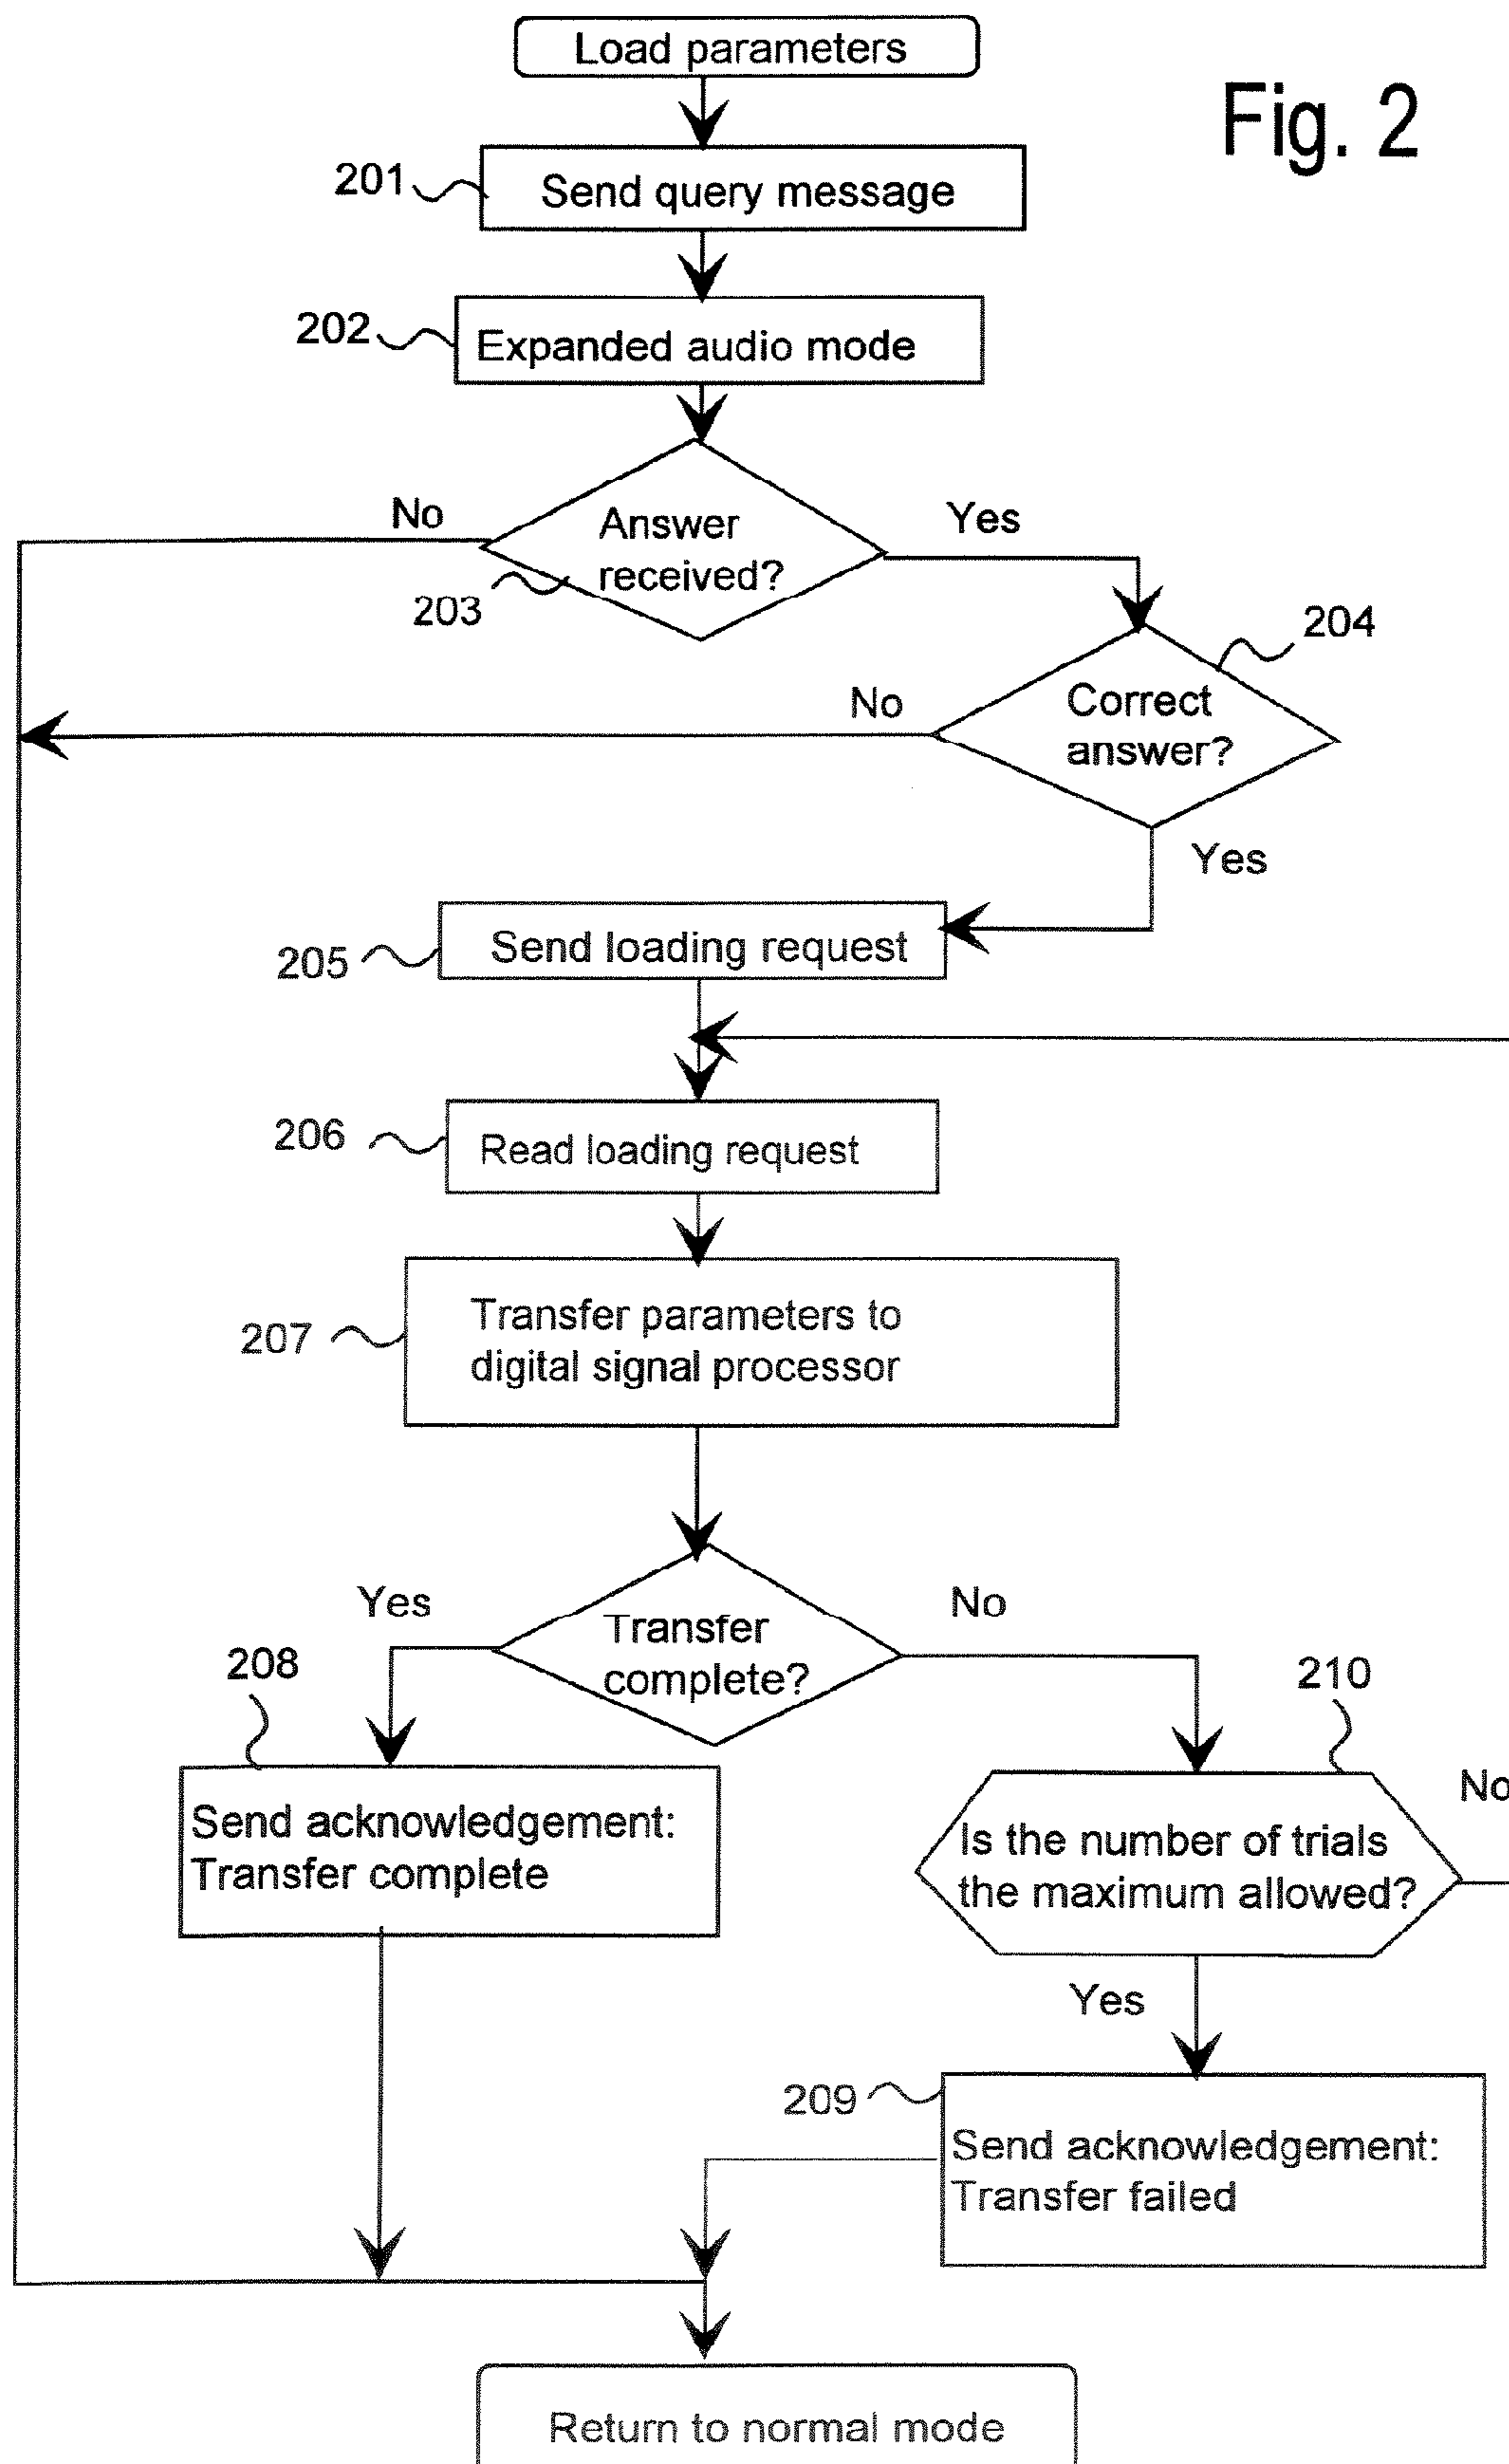 Load parameters
Fig. 2
201
Send query message
202
Expanded audio mode
No
Yes
Answer
received?
203
204
No
Correct
answer?
Yes
205
Send loading request
206
Read loading request
207
Transfer parameters to
digital signal processor
Yes
No
Transfer
complete?
208
210
No
Send acknowledgement:
Transfer complete
Is the number of trials
the maximum allowed?
Yes
209
Send acknowledgement:
Transfer failed
Return to normal mode